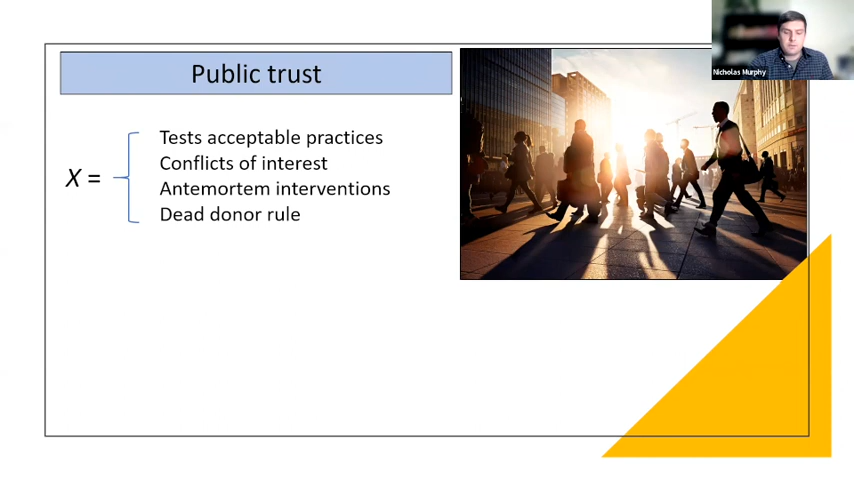 Public trust
X =
Tests acceptable practices
Conflicts of interest
Antemortem interventions
Dead donor rule
Nicholas Murphy